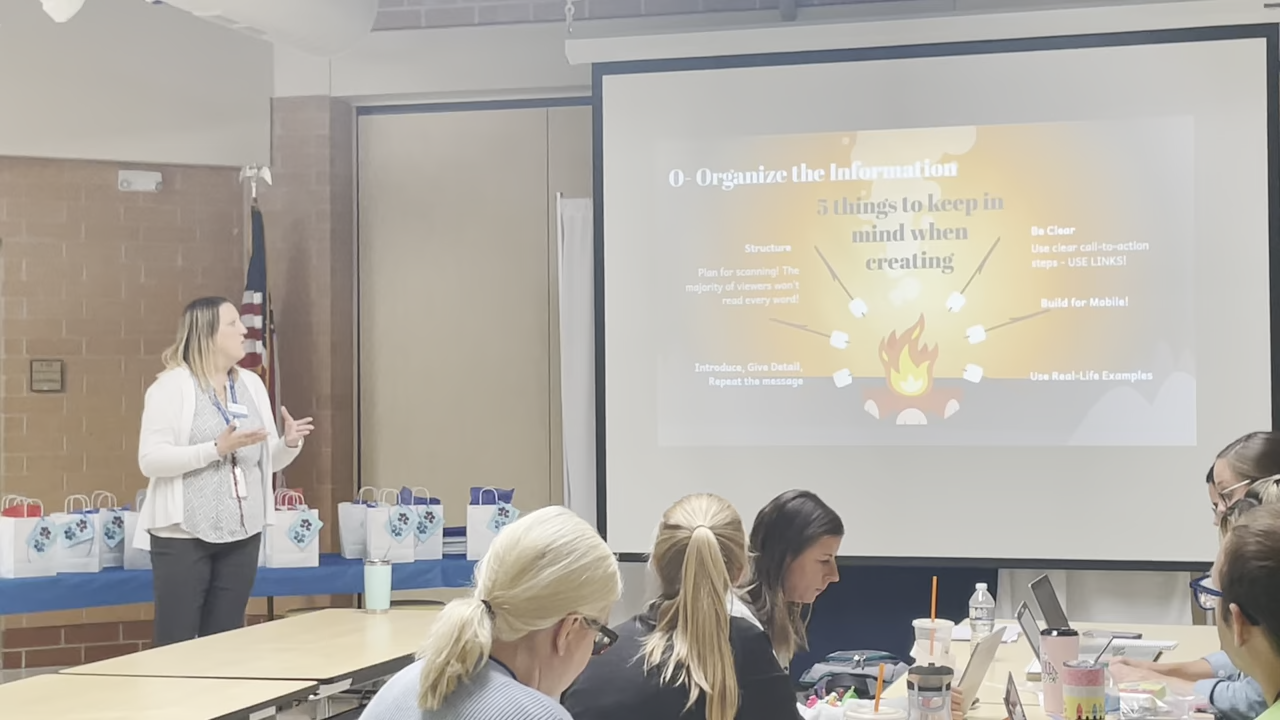 O- Organize the Information
5 things to keep in
mind when
creating
Structure
Plan for scanning! The
majority of viewers won't
read every word!
Introduce, Give Detail,
Repeat the message
Be Clear
Use clear call-to-action
steps - USE LINKS!
Build for Mobile!
Use Real-Life Examples